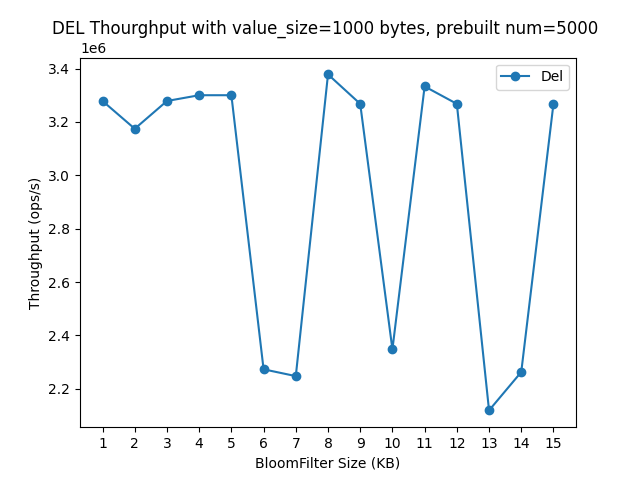 DEL Thourghput with value_size=1000 bytes, prebuilt num=5000
1e6
Del
3.4
3.2
3.0
2.8
2.6
2.4
2.2
Throughput (ops/s)
1 2 3 4 5 6 7 8 9 10 11 12 13 14 15
BloomFilter Size (KB)